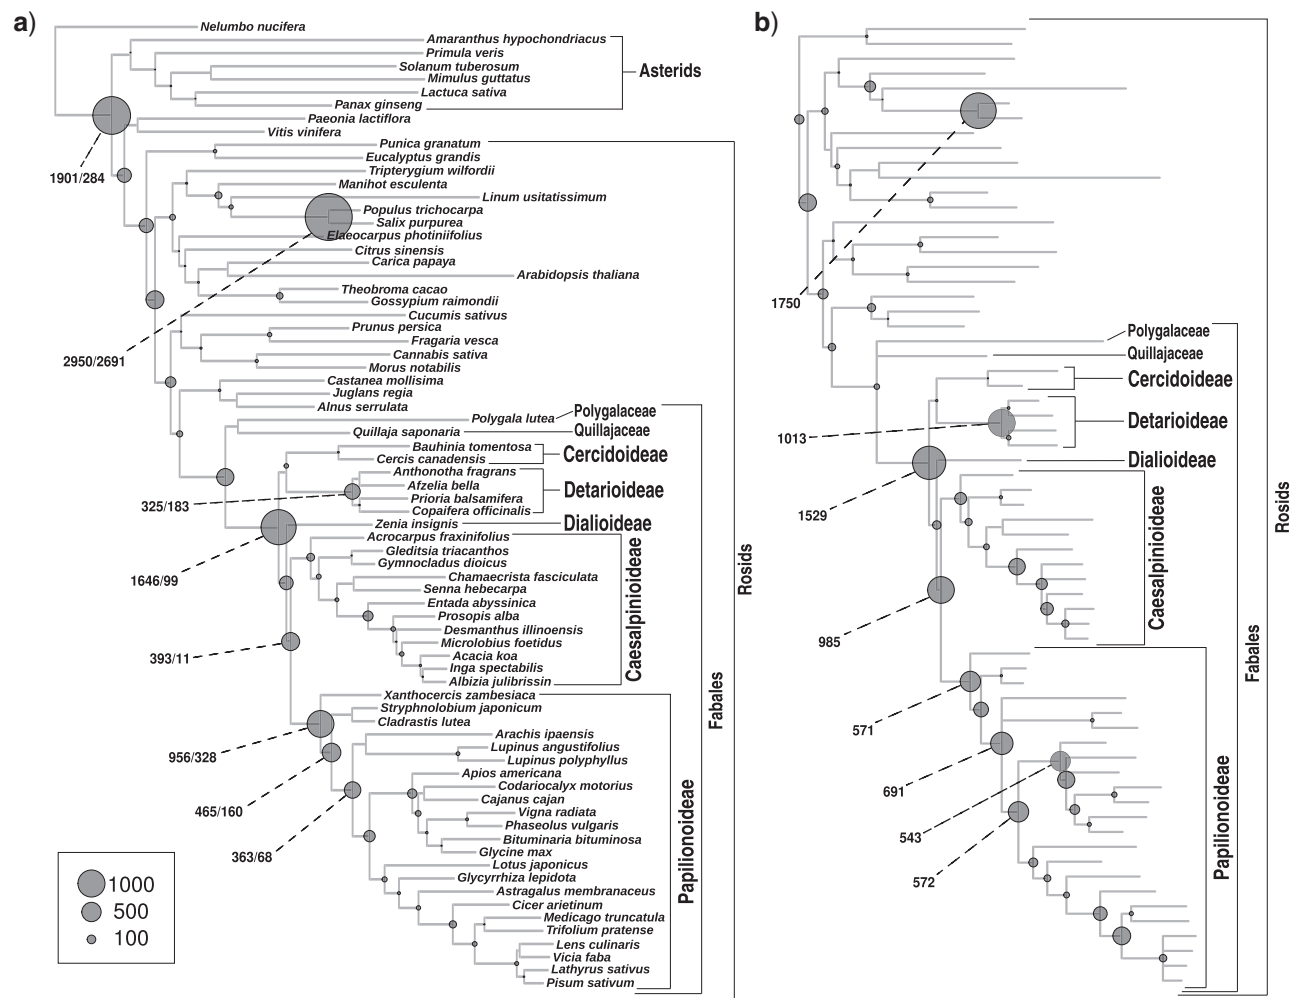 a)
Nelumbo nucifera
Amaranthus hypochondriacus
Primula veris
Solanum tuberosum
Mimulus guttatus
Lactuca sativa
Panax ginseng
Asterids
Paeonia lactiflora
Vitis vinifera
1901/284
Punica granatum
Eucalyptus grandis
Tripterygium wilfordii
Manihot esculenta
Linum usitatissimum
Populus trichocarpa
Salix purpurea
Elaeocarpus photiniifolius
Citrus sinensis
Carica papaya
Arabidopsis thaliana
Theobroma cacao
Gossypium raimondii
Cucumis sativus
Prunus persica
Fragaria vesca
2950/2691
Cannabis sativa
Morus notabilis
Castanea mollisima
Juglans regia
Alnus serrulata
Polygala lutea
Polygalaceae
Quillaja saponaria
Quillajaceae
Bauhinia tomentosa
Cercis canadensis
Cercidoideae
Anthonotha fragrans
Afzelia bella
Prioria balsamifera
Copaifera officinalis
Detarioideae
325/183
Zenia insignis
Dialioideae
Acrocarpus fraxinifolius
Gleditsia triacanthos
Gymnocladus dioicus
Chamaecrista fasciculata
Senna hebecarpa
Entada abyssinica
Prosopis alba
Desmanthus illinoensis
Microlobius foetidus
Acacia koa
Inga spectabilis
Albizia julibrissin
Caesalpinioideae
1646/99
393/11
Xanthocercis zambesiaca
Stryphnolobium japonicum
Cladrastis lutea
956/328
Arachis ipaensis
Lupinus angustifolius
Lupinus polyphyllus
Apios americana
Codariocalyx motorius
Cajanus cajan
465/160
Vigna radiata
Phaseolus vulgaris
Bituminaria bituminosa
Glycine max
363/68
Lotus japonicus
Glycyrrhiza lepidota
Astragalus membranaceus
Cicer arietinum
Medicago truncatula
Trifolium pratense
Lens culinaris
Vicia faba
Lathyrus sativus
Pisum sativum
Papilionoideae
Fabales
Rosids
1000
500
100
b)
1750
Polygalaceae
Quillajaceae
Cercidoideae
Detarioideae
1013
Dialioideae
1529
Caesalpinioideae
985
571
691
543
572
Papilionoideae
Fabales
Rosids